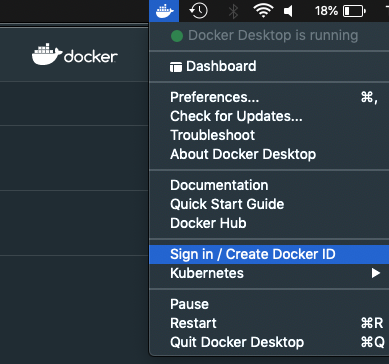 18%
docker
Docker Desktop is running
Dashboard
Preferences... ⌘,
Check for Updates...
Troubleshoot
About Docker Desktop
Documentation
Quick Start Guide
Docker Hub
Sign in / Create Docker ID
Kubernetes
Pause
Restart ⌘R
Quit Docker Desktop ⌘Q